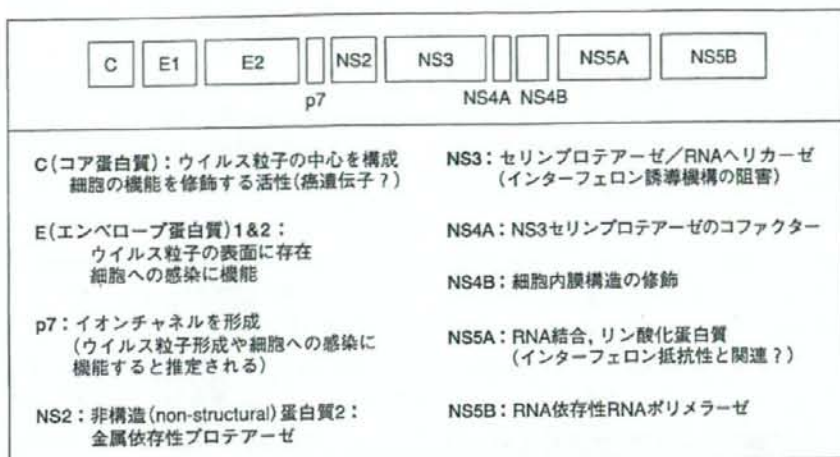 C E1 E2 NS2 NS3 NS5A NS5B
p7 NS4A NS4B
C(コア蛋白質)：ウイルス粒子の中心を構成
細胞の機能を修飾する活性(癌遺伝子？)
E(エンベロープ蛋白質)1&2：
ウイルス粒子の表面に存在
細胞への感染に機能
p7：イオンチャネルを形成
(ウイルス粒子形成や細胞への感染に
機能すると推定される)
NS2：非構造(non-structural)蛋白質2：
金属依存性プロテアーゼ
NS3：セリンプロテアーゼ／RNAヘリカーゼ
(インターフェロン誘導機構の阻害)
NS4A：NS3セリンプロテアーゼのコファクター
NS4B：細胞内膜構造の修飾
NS5A：RNA結合，リン酸化蛋白質
(インターフェロン抵抗性と関連？)
NS5B：RNA依存性RNAポリメラーゼ